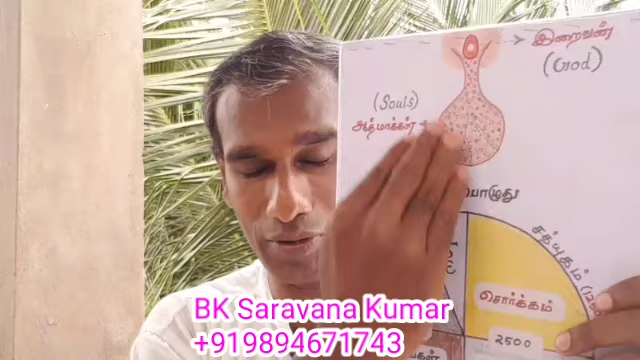 இறைவன்
(God)
(Souls)
ஆத்மாக்கள்
சத்யுகம்
சொர்க்கம்
2500
BK Saravana Kumar
+919894671743